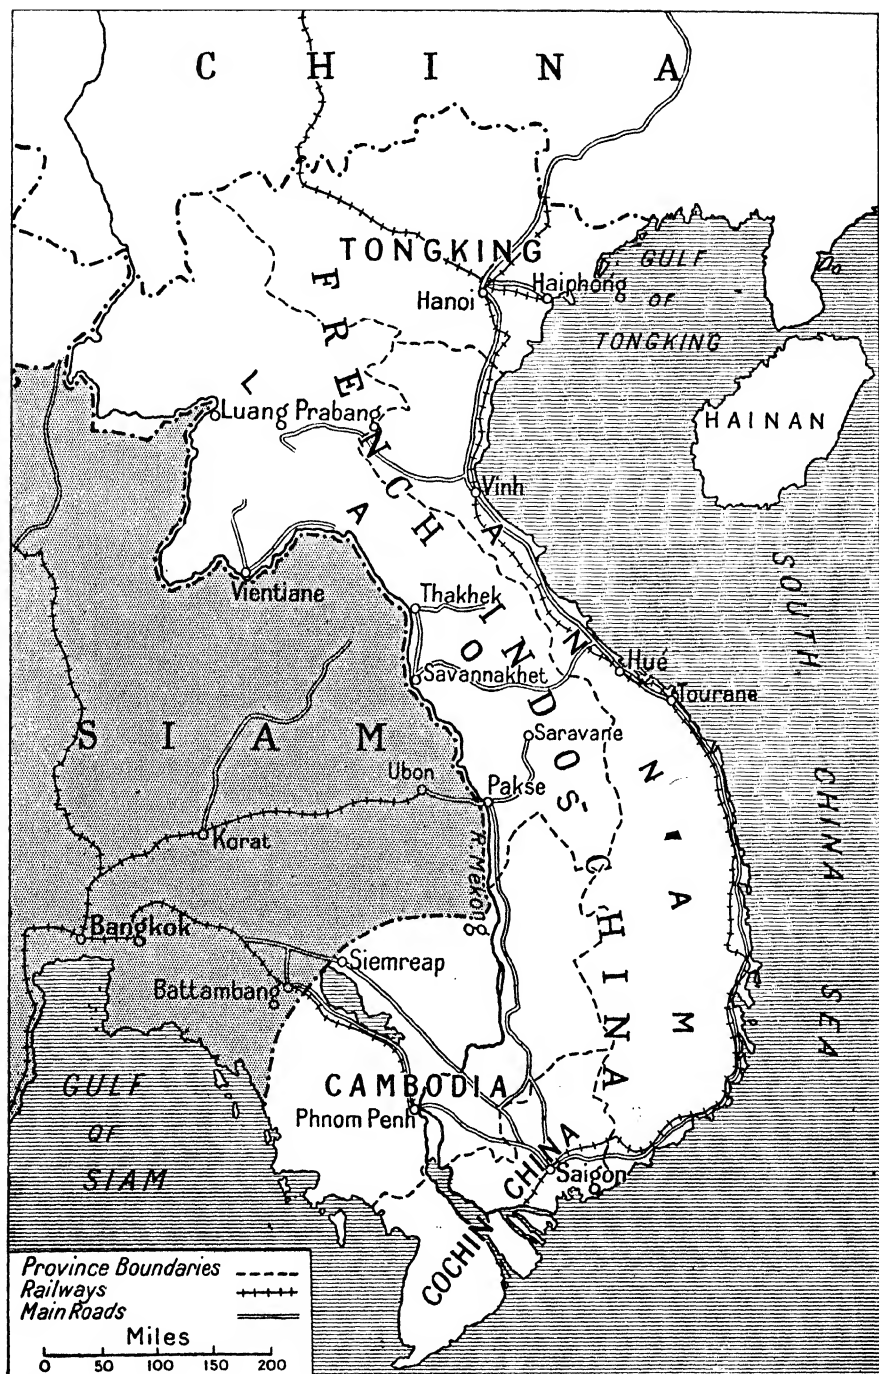 CHINA
TONGKING
Hanoi
Haiphong
GULF
OF
TONGKING
HAINAN
FRENCH INDO CHINA
LAOS
Luang Prabang
Vinh
Vientiane
Thakhek
Savannakhet
ANNAM
Hué
Tourane
SOUTH CHINA SEA
SIAM
Saravane
Ubon
Pakse
Korat
R. Mekong
Bangkok
Siemreap
Battambang
CAMBODIA
Phnom Penh
GULF
OF
SIAM
Saigon
COCHIN CHINA
Province Boundaries
Railways
Main Roads
Miles
0 50 100 150 200